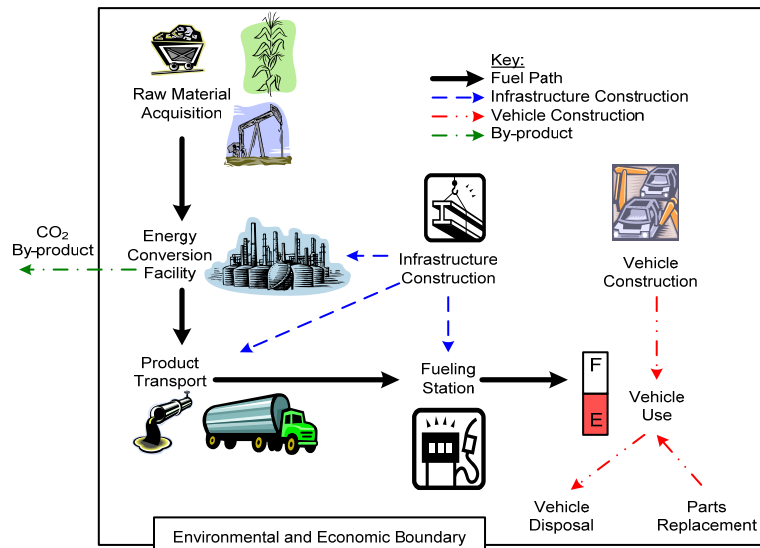 Key:
Fuel Path
Infrastructure Construction
Vehicle Construction
By-product
Raw Material
Acquisition
CO₂
By-product
Energy
Conversion
Facility
Infrastructure
Construction
Vehicle
Construction
Product
Transport
Fueling
Station
F
E
Vehicle
Use
Vehicle
Disposal
Parts
Replacement
Environmental and Economic Boundary